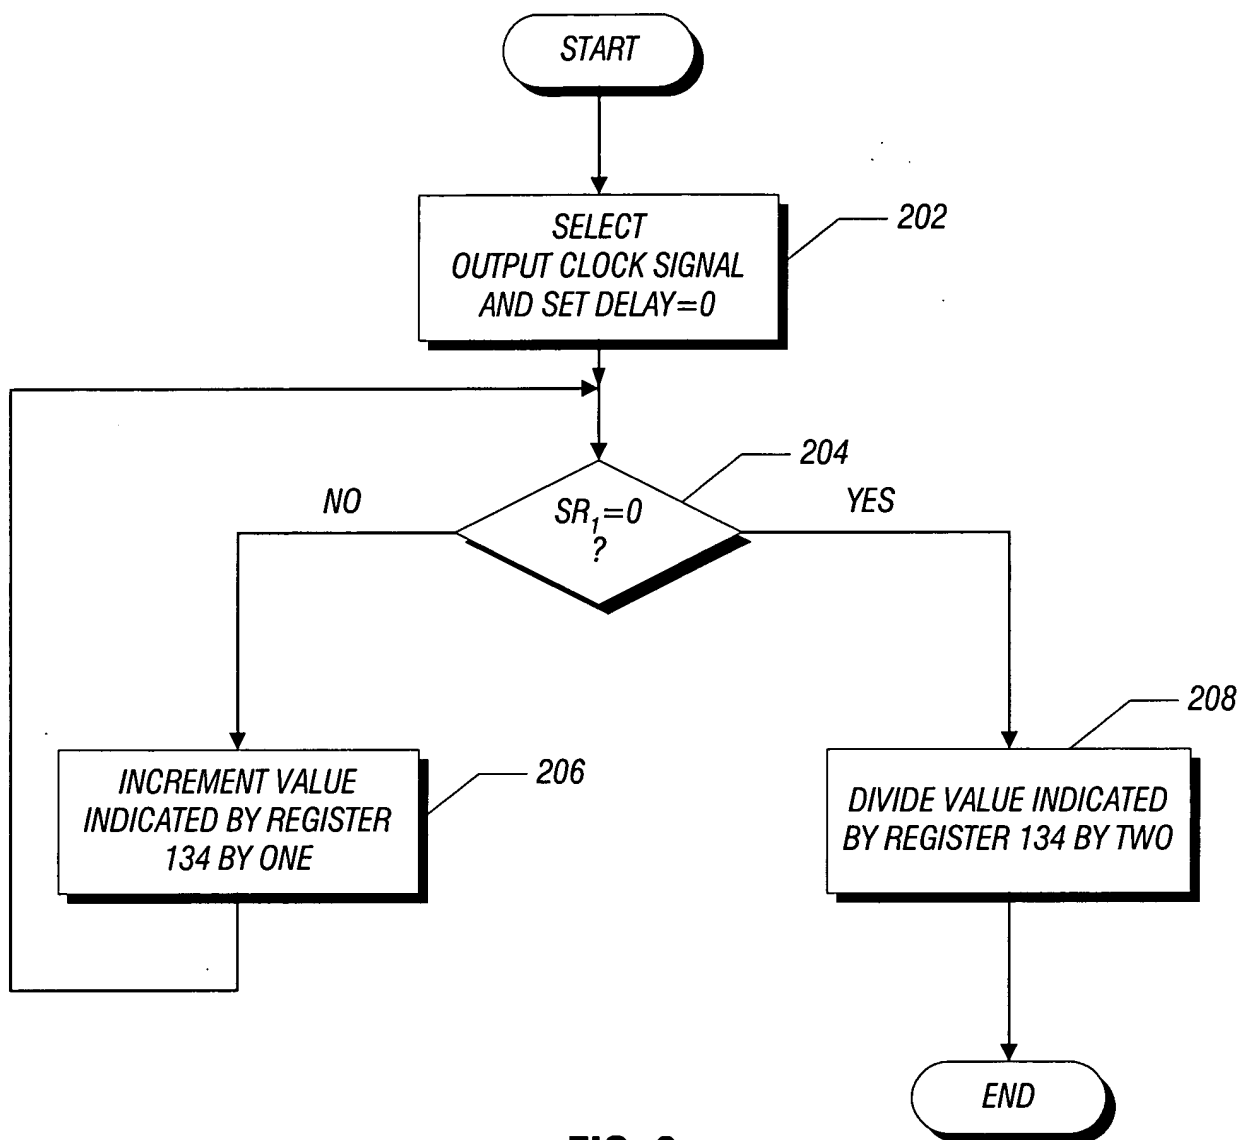 START
SELECT
OUTPUT CLOCK SIGNAL
AND SET DELAY=0
202
204
SR₁=0
?
NO
YES
206
INCREMENT VALUE
INDICATED BY REGISTER
134 BY ONE
208
DIVIDE VALUE INDICATED
BY REGISTER 134 BY TWO
END